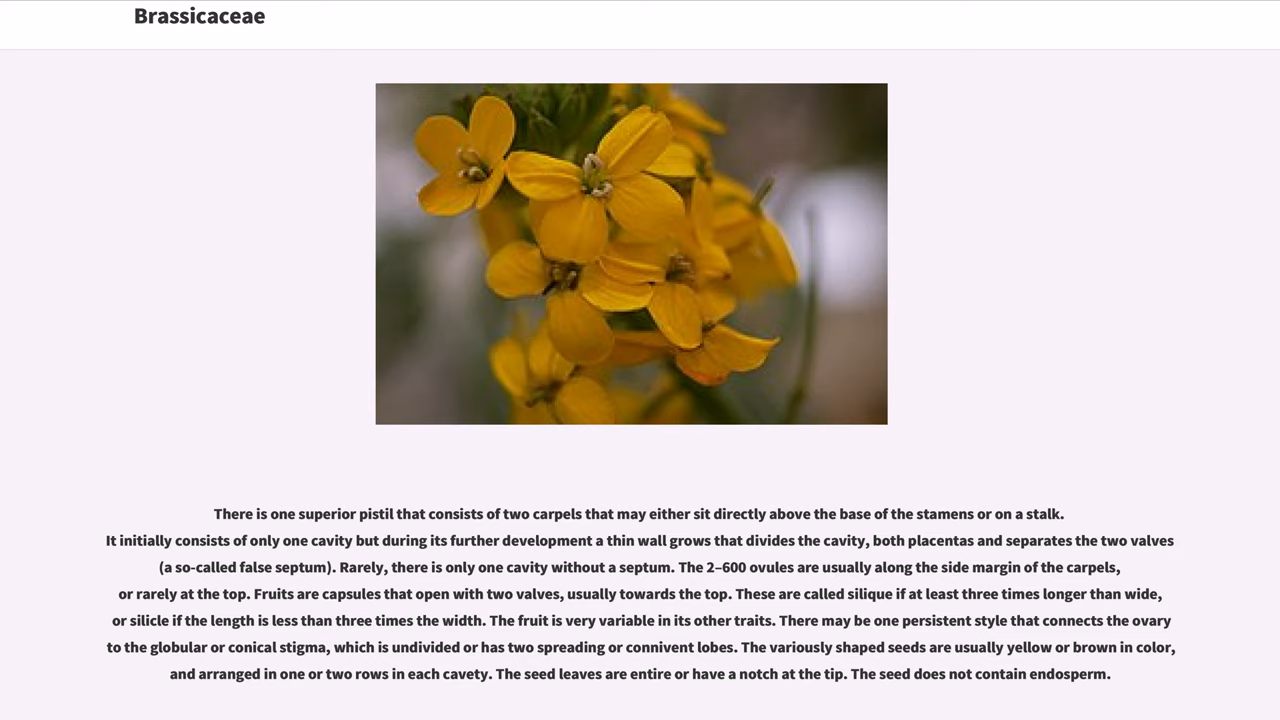 Brassicaceae
There is one superior pistil that consists of two carpels that may either sit directly above the base of the stamens or on a stalk.
It initially consists of only one cavity but during its further development a thin wall grows that divides the cavity, both placentas and separates the two valves
(a so-called false septum). Rarely, there is only one cavity without a septum. The 2–600 ovules are usually along the side margin of the carpels,
or rarely at the top. Fruits are capsules that open with two valves, usually towards the top. These are called silique if at least three times longer than wide,
or silicle if the length is less than three times the width. The fruit is very variable in its other traits. There may be one persistent style that connects the ovary
to the globular or conical stigma, which is undivided or has two spreading or connivent lobes. The variously shaped seeds are usually yellow or brown in color,
and arranged in one or two rows in each cavety. The seed leaves are entire or have a notch at the tip. The seed does not contain endosperm.